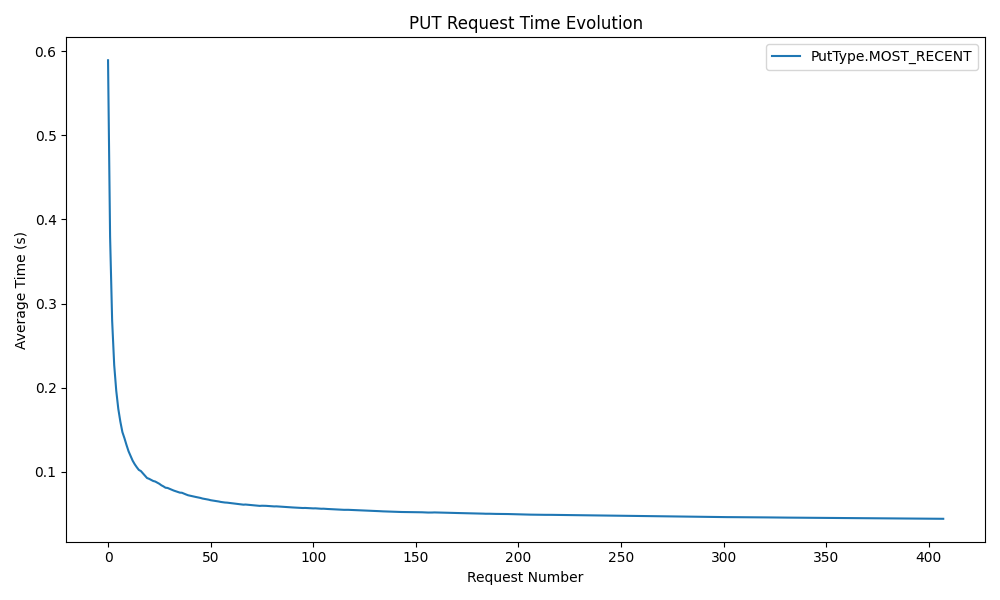 PUT Request Time Evolution
PutType.MOST_RECENT
Average Time (s)
0.6
0.5
0.4
0.3
0.2
0.1
0 50 100 150 200 250 300 350 400
Request Number